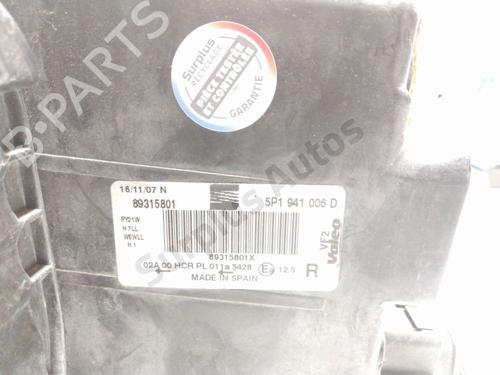 Surplus
RECYCLAGE
PIÈCE TESTÉE
ET CONTRÔLÉE
GARANTIE
B-PARTS
Surplus Autos
16/11/07 N
89315801
5P1 941 006 D
PY21W
H7LL
W5WLL
H1
VF2
Valeo
89315801X
02A 00 HCR PL 011a 5428 E9 12.5 R
MADE IN SPAIN